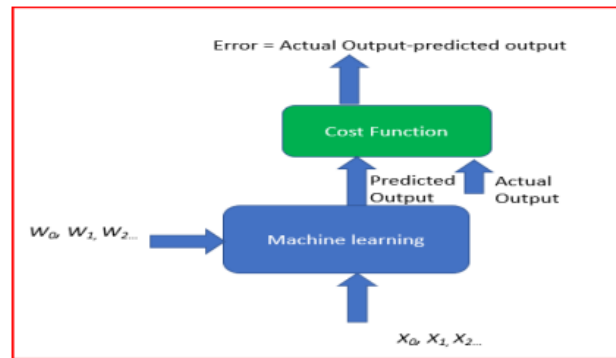 Error = Actual Output-predicted output
Cost Function
Predicted
Output
Actual
Output
W₀, W₁, W₂...
Machine learning
X₀, X₁, X₂...